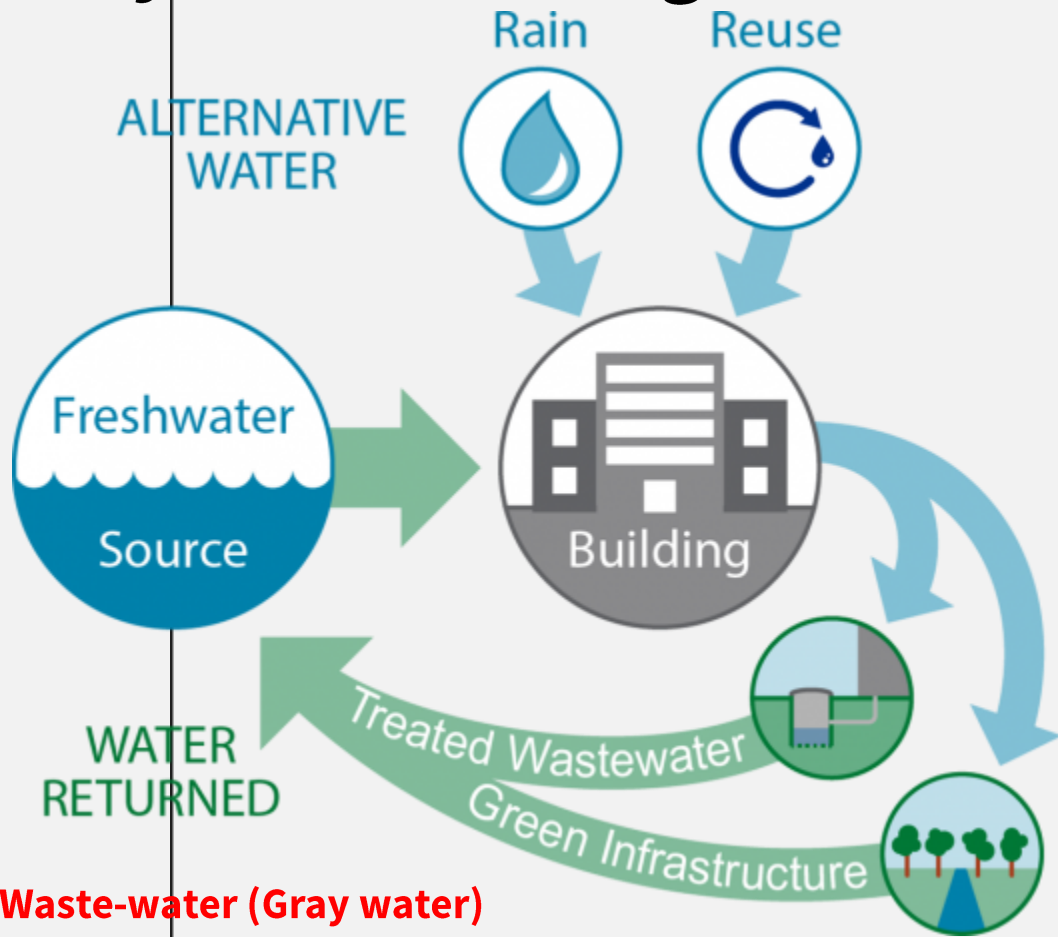 Rain
Reuse
ALTERNATIVE
WATER
Freshwater
Source
Building
Treated Wastewater
Green Infrastructure
WATER
RETURNED
Waste-water (Gray water)